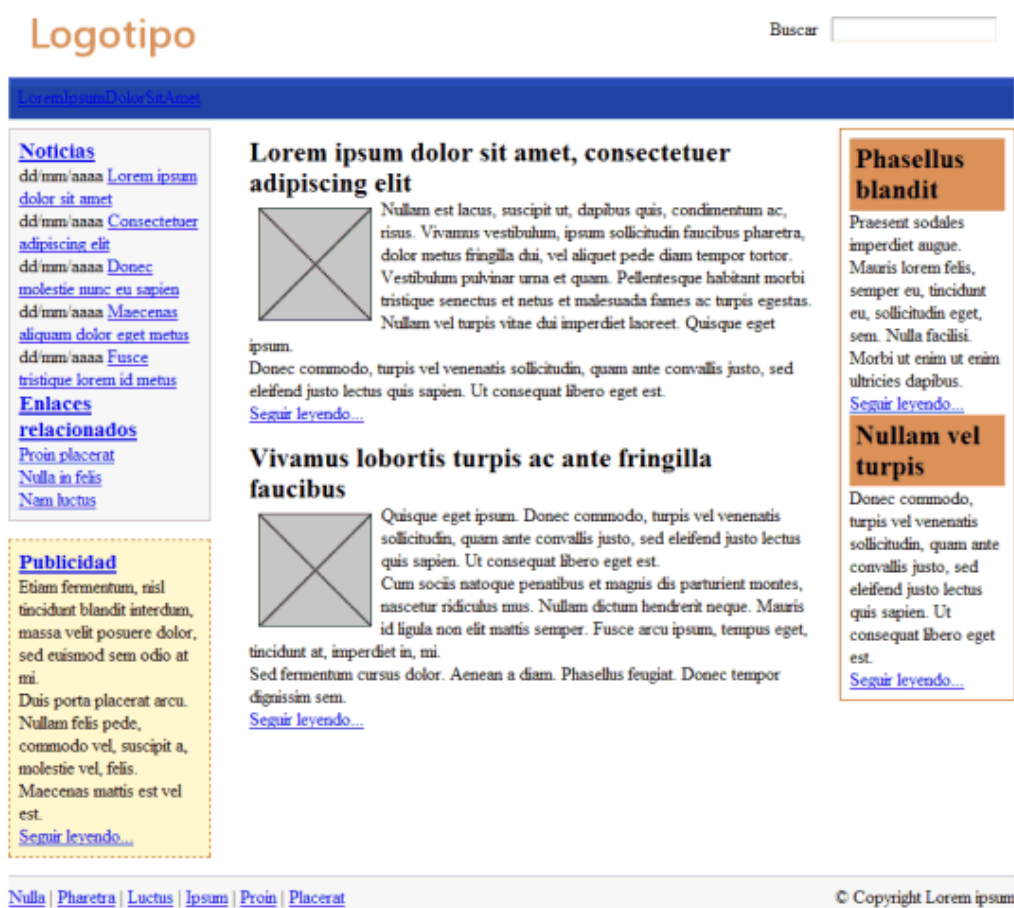 Logotipo
Buscar
LoremIpsumDolorSitAmet
Noticias
dd/mm/aaaa Lorem ipsum
dolor sit amet
dd/mm/aaaa Consectetuer
adipiscing elit
dd/mm/aaaa Donec
molestie nunc eu sapien
dd/mm/aaaa Maecenas
aliquam dolor eget metus
dd/mm/aaaa Fusce
tristique lorem id metus
Enlaces
relacionados
Proin placerat
Nulla in felis
Nam luctus
Publicidad
Etiam fermentum, nisl
tincidunt blandit interdum,
massa velit posuere dolor,
sed euismod sem odio at
mi.
Duis porta placerat arcu.
Nullam felis pede,
commodo vel, suscipit a,
molestie vel, felis.
Maecenas mattis est vel
est.
Seguir leyendo...
Lorem ipsum dolor sit amet, consectetuer
adipiscing elit
Nullam est lacus, suscipit ut, dapibus quis, condimentum ac,
risus. Vivamus vestibulum, ipsum sollicitudin faucibus pharetra,
dolor metus fringilla dui, vel aliquet pede diam tempor tortor.
Vestibulum pulvinar urna et quam. Pellentesque habitant morbi
tristique senectus et netus et malesuada fames ac turpis egestas.
Nullam vel turpis vitae dui imperdiet laoreet. Quisque eget
ipsum.
Donec commodo, turpis vel venenatis sollicitudin, quam ante convallis justo, sed
eleifend justo lectus quis sapien. Ut consequat libero eget est.
Seguir leyendo...
Vivamus lobortis turpis ac ante fringilla
faucibus
Quisque eget ipsum. Donec commodo, turpis vel venenatis
sollicitudin, quam ante convallis justo, sed eleifend justo lectus
quis sapien. Ut consequat libero eget est.
Cum sociis natoque penatibus et magnis dis parturient montes,
nascetur ridiculus mus. Nullam dictum hendrerit neque. Mauris
id ligula non elit mattis semper. Fusce arcu ipsum, tempus eget,
tincidunt at, imperdiet in, mi.
Sed fermentum cursus dolor. Aenean a diam. Phasellus feugiat. Donec tempor
dignissim sem.
Seguir leyendo...
Phasellus
blandit
Praesent sodales
imperdiet augue.
Mauris lorem felis,
semper eu, tincidunt
eu, sollicitudin eget,
sem. Nulla facilisi.
Morbi ut enim ut enim
ultricies dapibus.
Seguir leyendo...
Nullam vel
turpis
Donec commodo,
turpis vel venenatis
sollicitudin, quam ante
convallis justo, sed
eleifend justo lectus
quis sapien. Ut
consequat libero eget
est.
Seguir leyendo...
Nulla | Pharetra | Luctus | Ipsum | Proin | Placerat
© Copyright Lorem ipsum